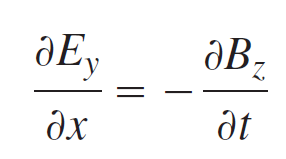 ∂E_y/∂x = − ∂B_z/∂t